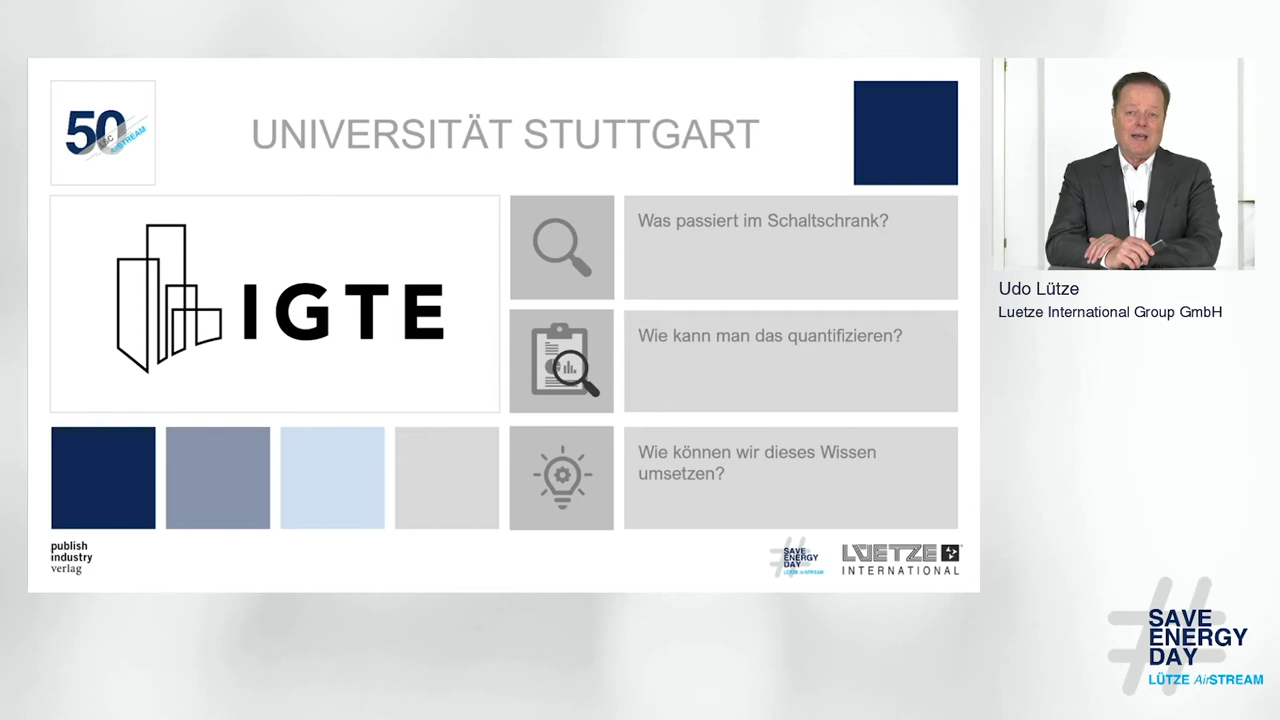 50
LSC
AirSTREAM
UNIVERSITÄT STUTTGART
IGTE
Was passiert im Schaltschrank?
Wie kann man das quantifizieren?
Wie können wir dieses Wissen
umsetzen?
publish
industry
verlag
#
SAVE
ENERGY
DAY
LÜTZE AirSTREAM
LUETZE
INTERNATIONAL
Udo Lütze
Luetze International Group GmbH
#
SAVE
ENERGY
DAY
LÜTZE AirSTREAM